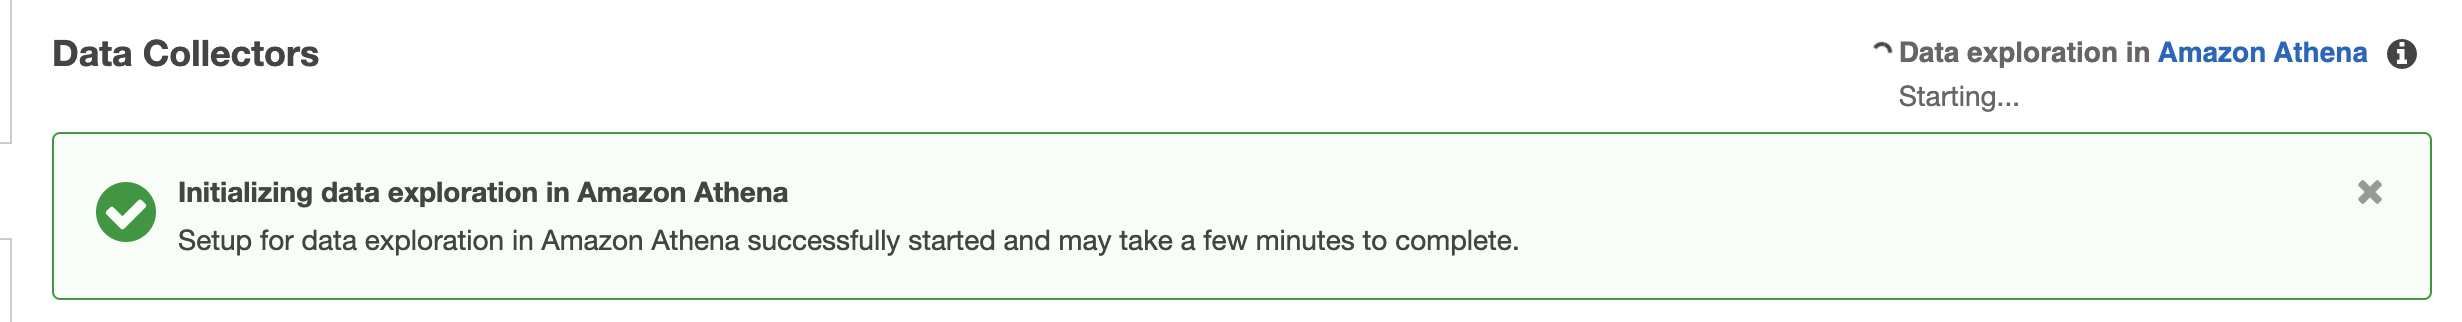 Data Collectors
Data exploration in Amazon Athena
Starting...
Initializing data exploration in Amazon Athena
Setup for data exploration in Amazon Athena successfully started and may take a few minutes to complete.